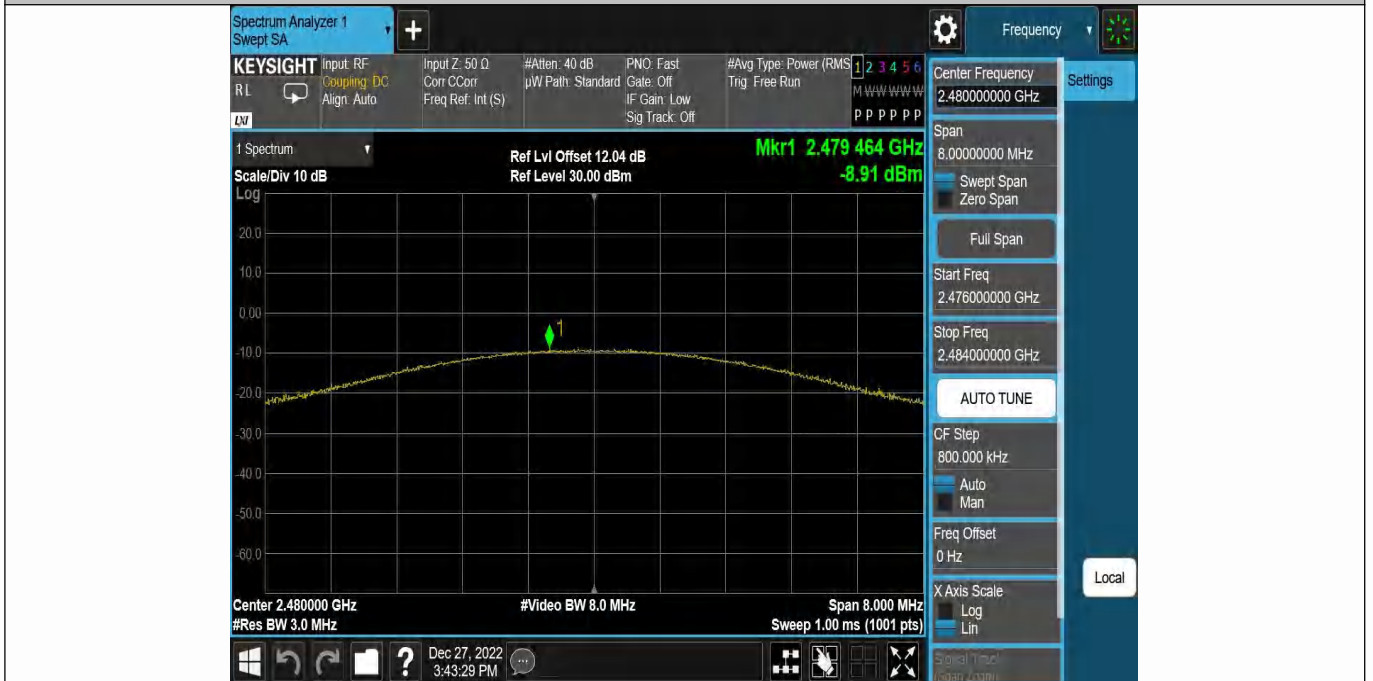 Spectrum Analyzer 1
Swept SA
+
Frequency
KEYSIGHT
RL
LXI
Input: RF
Coupling: DC
Align: Auto
Input Z: 50 Ω
Corr CCorr
Freq Ref: Int (S)
#Atten: 40 dB
µW Path: Standard
PNO: Fast
Gate: Off
IF Gain: Low
Sig Track: Off
#Avg Type: Power (RMS
Trig: Free Run
1 2 3 4 5 6
M W W W W W
P P P P P P
1 Spectrum
Scale/Div 10 dB
Ref Lvl Offset 12.04 dB
Ref Level 30.00 dBm
Mkr1 2.479 464 GHz
-8.91 dBm
Log
20.0
10.0
0.00
-10.0
-20.0
-30.0
-40.0
-50.0
-60.0
1
Center 2.480000 GHz
#Video BW 8.0 MHz
Span 8.000 MHz
#Res BW 3.0 MHz
Sweep 1.00 ms (1001 pts)
Dec 27, 2022
3:43:29 PM
Center Frequency
2.480000000 GHz
Settings
Span
8.00000000 MHz
Swept Span
Zero Span
Full Span
Start Freq
2.476000000 GHz
Stop Freq
2.484000000 GHz
AUTO TUNE
CF Step
800.000 kHz
Auto
Man
Freq Offset
0 Hz
X Axis Scale
Log
Lin
Local
Signal Track
(Span Zoom)